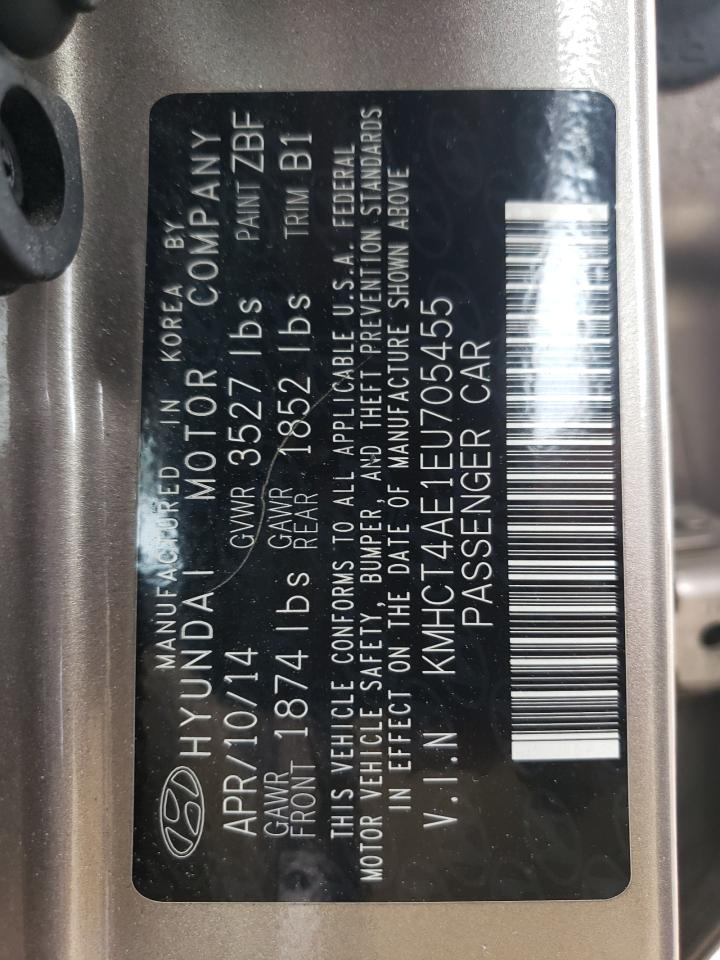 MANUFACTURED IN KOREA BY
HYUNDAI MOTOR COMPANY
APR/10/14 GVWR 3527 lbs PAINT ZBF
GAWR FRONT 1874 lbs GAWR REAR 1852 lbs TRIM B1
THIS VEHICLE CONFORMS TO ALL APPLICABLE U.S.A. FEDERAL
MOTOR VEHICLE SAFETY, BUMPER, AND THEFT PREVENTION STANDARDS
IN EFFECT ON THE DATE OF MANUFACTURE SHOWN ABOVE
V.I.N KMHCT4AE1EU705455
PASSENGER CAR